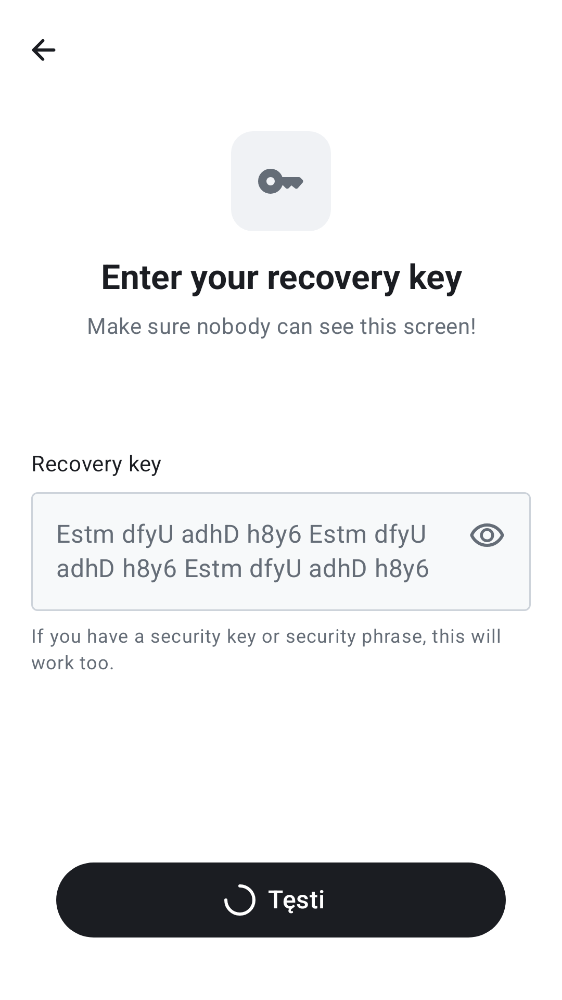 Enter your recovery key
Make sure nobody can see this screen!
Recovery key
Estm dfyU adhD h8y6 Estm dfyU
adhD h8y6 Estm dfyU adhD h8y6
If you have a security key or security phrase, this will
work too.
Tęsti